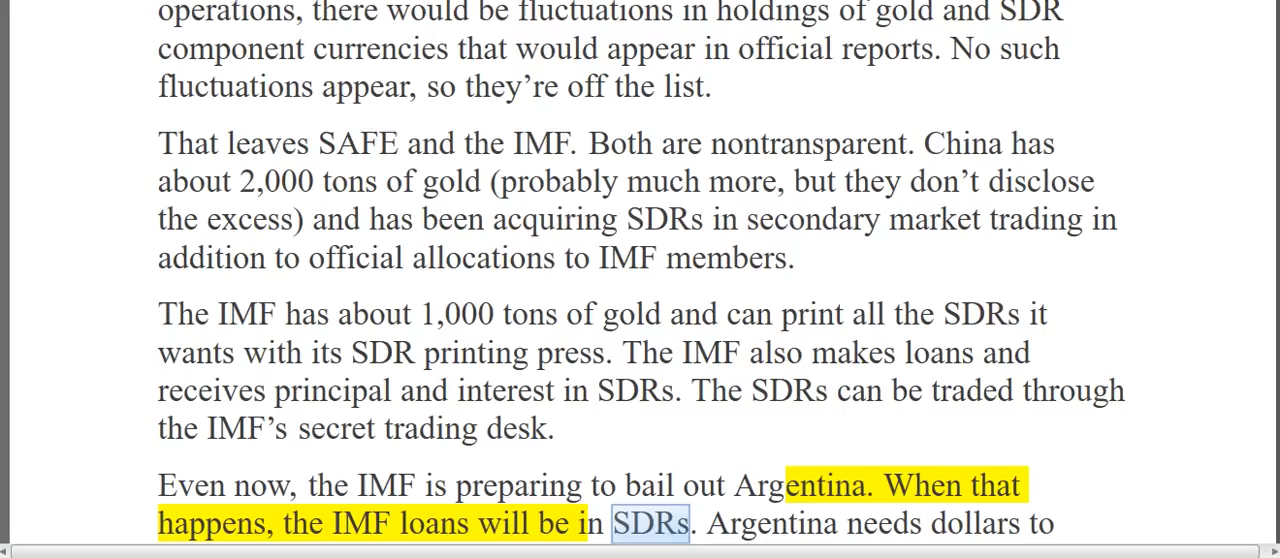 operations, there would be fluctuations in holdings of gold and SDR
component currencies that would appear in official reports. No such
fluctuations appear, so they’re off the list.
That leaves SAFE and the IMF. Both are nontransparent. China has
about 2,000 tons of gold (probably much more, but they don’t disclose
the excess) and has been acquiring SDRs in secondary market trading in
addition to official allocations to IMF members.
The IMF has about 1,000 tons of gold and can print all the SDRs it
wants with its SDR printing press. The IMF also makes loans and
receives principal and interest in SDRs. The SDRs can be traded through
the IMF’s secret trading desk.
Even now, the IMF is preparing to bail out Argentina. When that
happens, the IMF loans will be in SDRs. Argentina needs dollars to